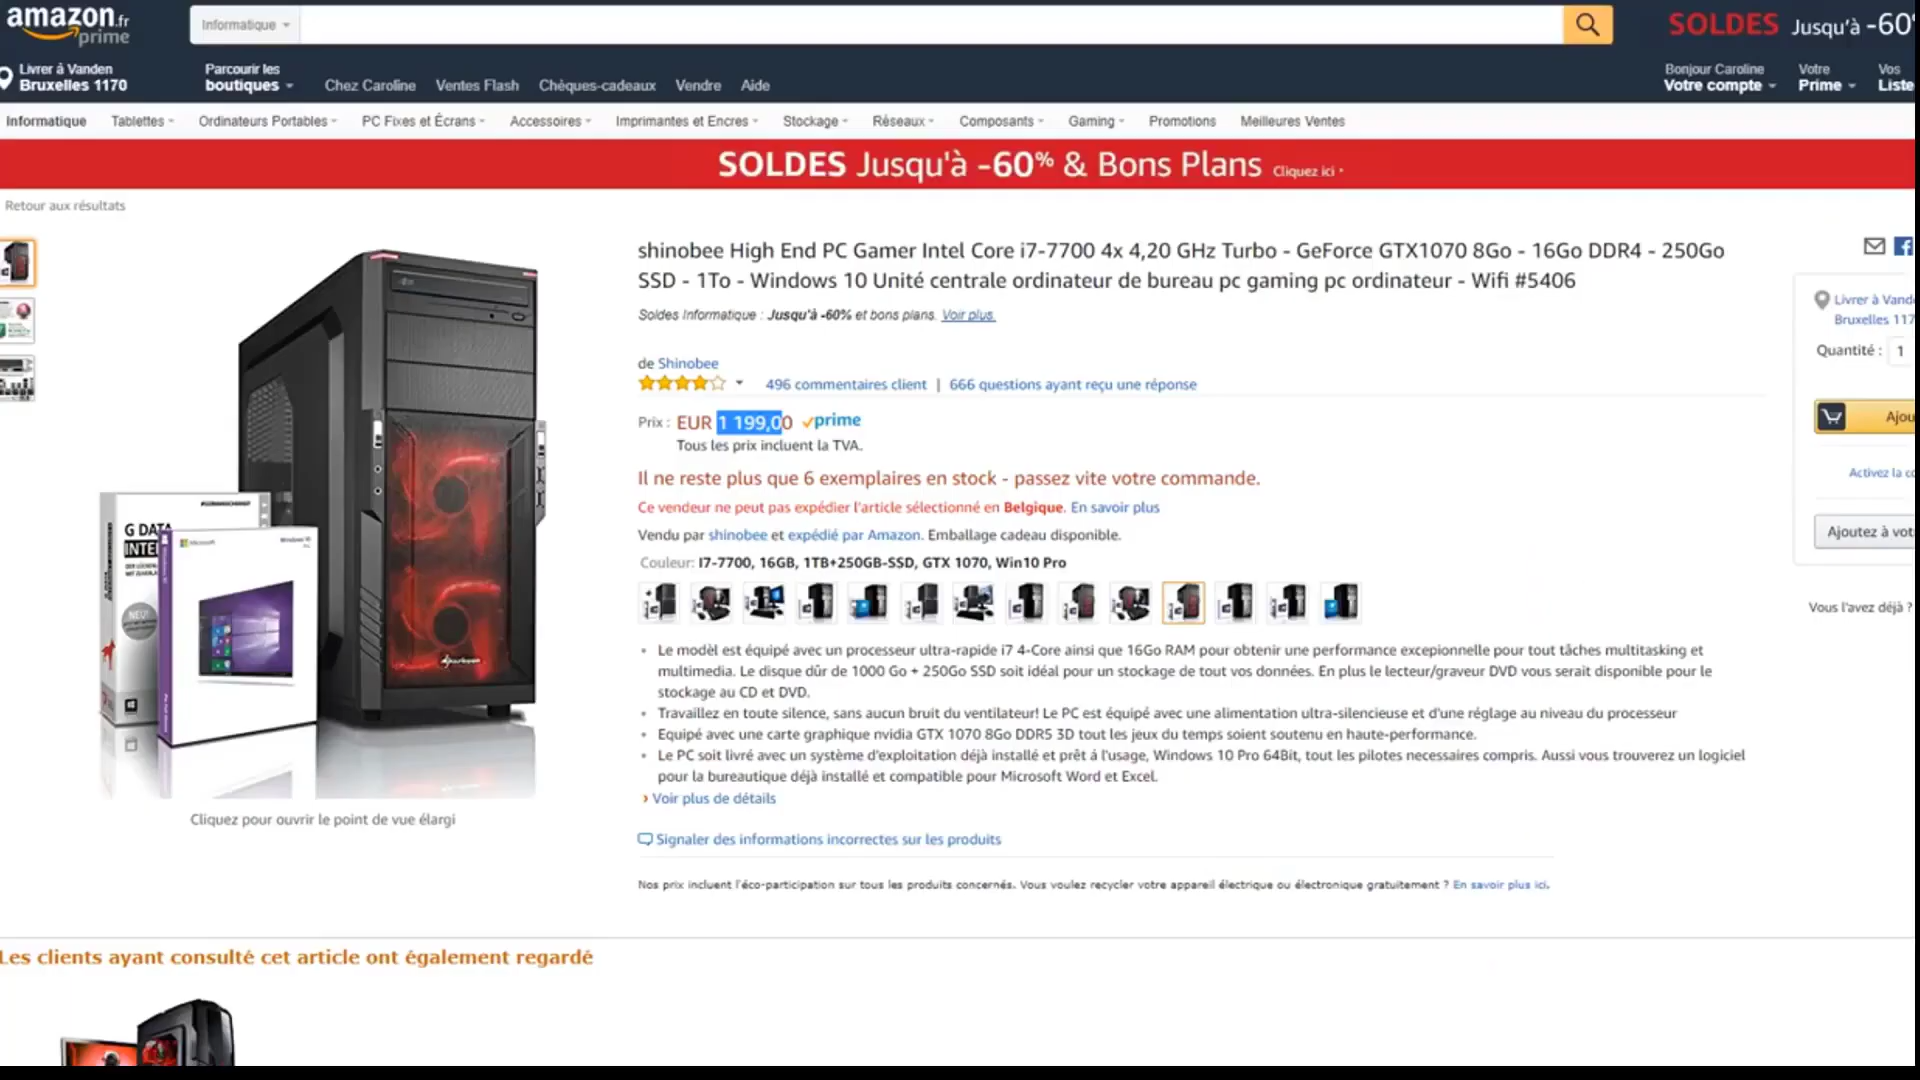 amazon.fr
prime
Informatique
SOLDES Jusqu'à -60
Livrer à Vanden
Bruxelles 1170
Parcourir les
boutiques
Chez Caroline
Ventes Flash
Chèques-cadeaux
Vendre
Aide
Bonjour Caroline
Votre compte
Votre
Prime
Vos
Liste
Informatique
Tablettes
Ordinateurs Portables
PC Fixes et Écrans
Accessoires
Imprimantes et Encres
Stockage
Réseaux
Composants
Gaming
Promotions
Meilleures Ventes
SOLDES Jusqu'à -60% & Bons Plans Cliquez ici
Retour aux résultats
shinobee High End PC Gamer Intel Core i7-7700 4x 4,20 GHz Turbo - GeForce GTX1070 8Go - 16Go DDR4 - 250Go
SSD - 1To - Windows 10 Unité centrale ordinateur de bureau pc gaming pc ordinateur - Wifi #5406
Soldes Informatique : Jusqu'à -60% et bons plans. Voir plus.
de Shinobee
496 commentaires client | 666 questions ayant reçu une réponse
Prix : EUR 1 199,00 prime
Tous les prix incluent la TVA.
Il ne reste plus que 6 exemplaires en stock - passez vite votre commande.
Ce vendeur ne peut pas expédier l'article sélectionné en Belgique. En savoir plus
Vendu par shinobee et expédié par Amazon. Emballage cadeau disponible.
Couleur: I7-7700, 16GB, 1TB+250GB-SSD, GTX 1070, Win10 Pro
Le modèl est équipé avec un processeur ultra-rapide i7 4-Core ainsi que 16Go RAM pour obtenir une performance excepionnelle pour tout tâches multitasking et
multimedia. Le disque dûr de 1000 Go + 250Go SSD soit idéal pour un stockage de tout vos données. En plus le lecteur/graveur DVD vous serait disponible pour le
stockage au CD et DVD.
Travaillez en toute silence, sans aucun bruit du ventilateur! Le PC est équipé avec une alimentation ultra-silencieuse et d'une réglage au niveau du processeur
Equipé avec une carte graphique nvidia GTX 1070 8Go DDR5 3D tout les jeux du temps soient soutenu en haute-performance.
Le PC soit livré avec un système d'exploitation déjà installé et prêt á l'usage, Windows 10 Pro 64Bit, tout les pilotes necessaires compris. Aussi vous trouverez un logiciel
pour la bureautique déjà installé et compatible pour Microsoft Word et Excel.
Voir plus de détails
Signaler des informations incorrectes sur les produits
Nos prix incluent l'éco-participation sur tous les produits concernés. Vous voulez recycler votre appareil électrique ou électronique gratuitement ? En savoir plus ici.
Livrer à Vand
Bruxelles 117
Quantité : 1
Ajou
Activez la co
Ajoutez à vot
Vous l'avez déjà ?
G DATA
INTE
NEU!
Microsoft
Windows 10
Sharkoon
Cliquez pour ouvrir le point de vue élargi
Les clients ayant consulté cet article ont également regardé